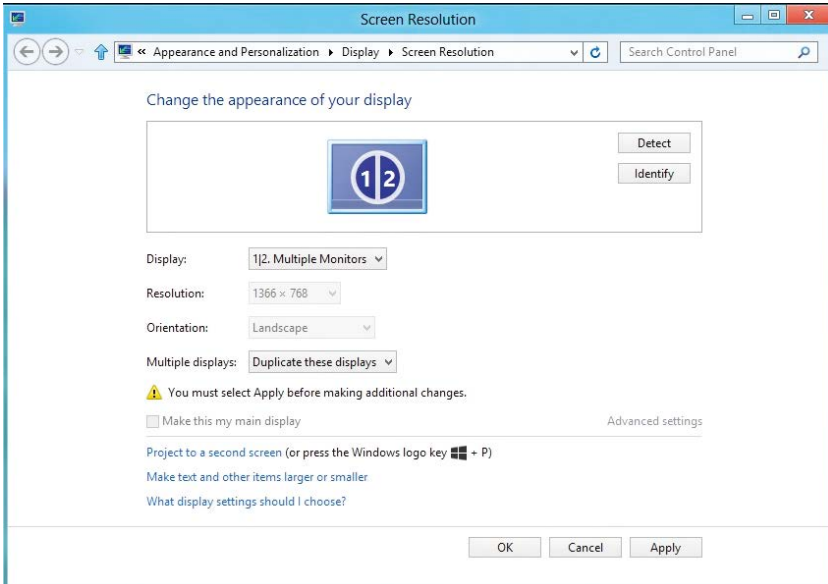 Screen Resolution
« Appearance and Personalization ▸ Display ▸ Screen Resolution Search Control Panel
Change the appearance of your display
1|2
Detect
Identify
Display: 1|2. Multiple Monitors
Resolution: 1366 × 768
Orientation: Landscape
Multiple displays: Duplicate these displays
You must select Apply before making additional changes.
Make this my main display Advanced settings
Project to a second screen (or press the Windows logo key + P)
Make text and other items larger or smaller
What display settings should I choose?
OK Cancel Apply